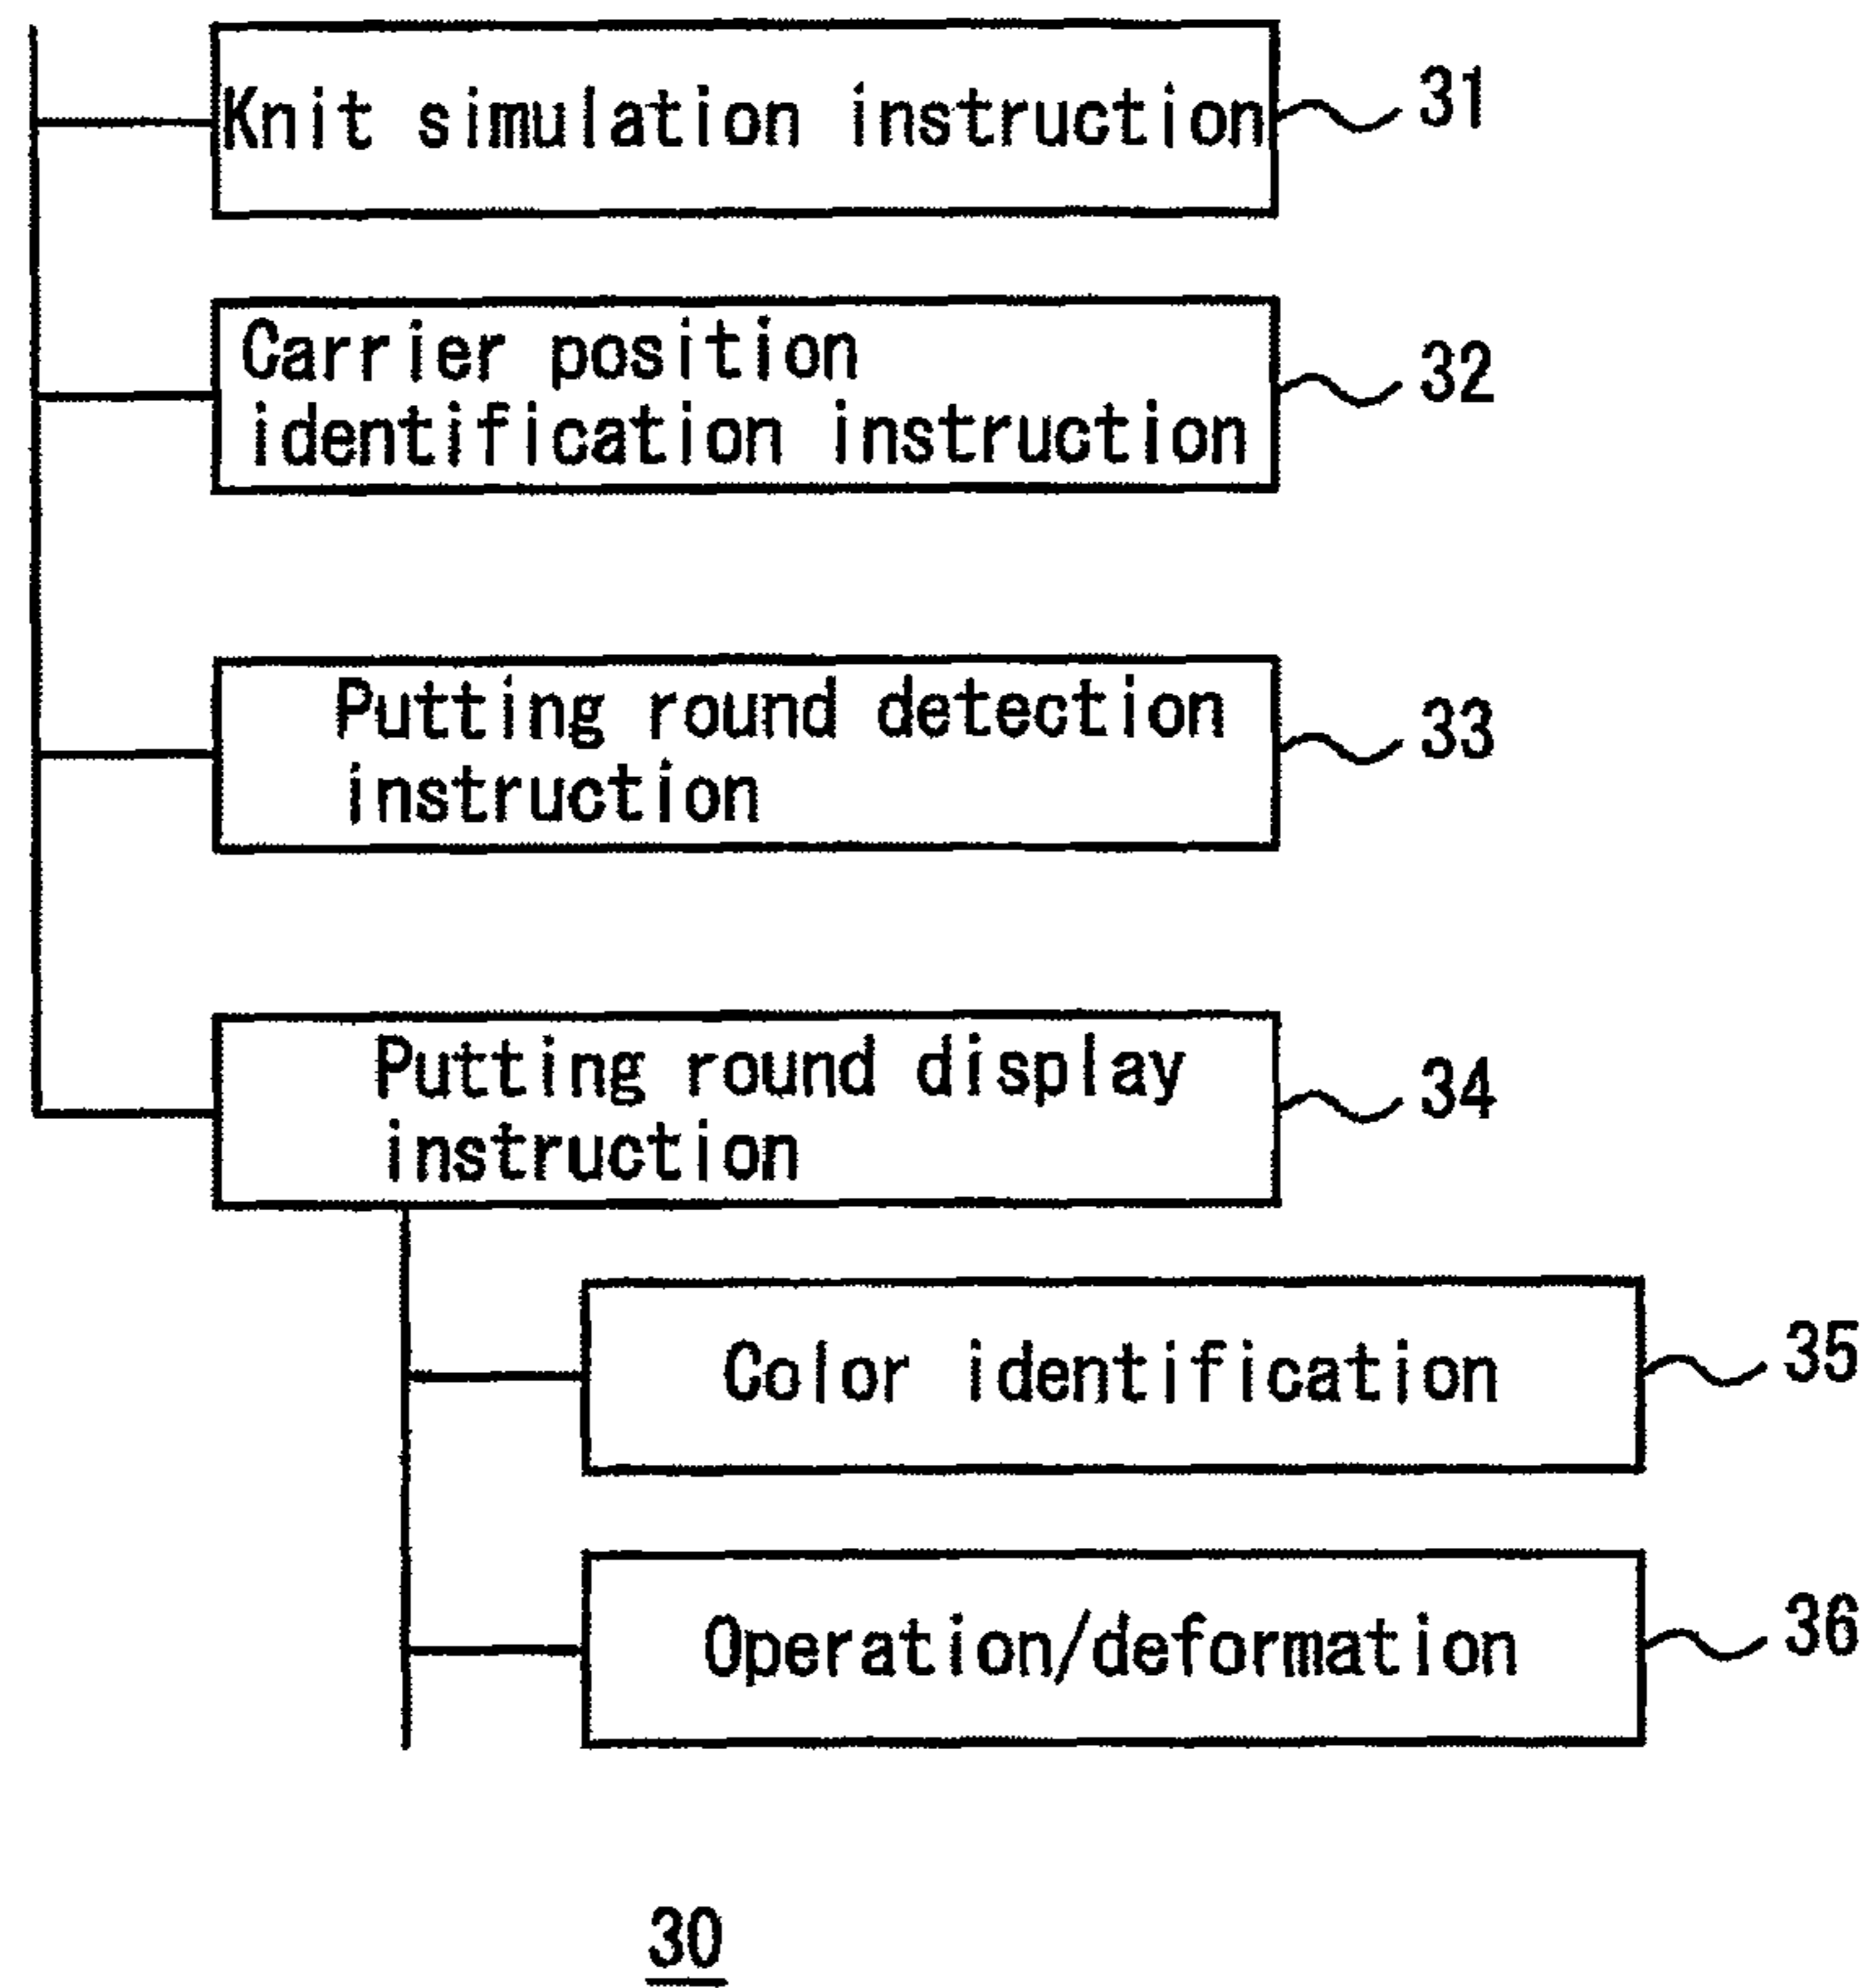 Knit simulation instruction
31
Carrier position
identification instruction
32
Putting round detection
instruction
33
Putting round display
instruction
34
Color identification
35
Operation/deformation
36
30